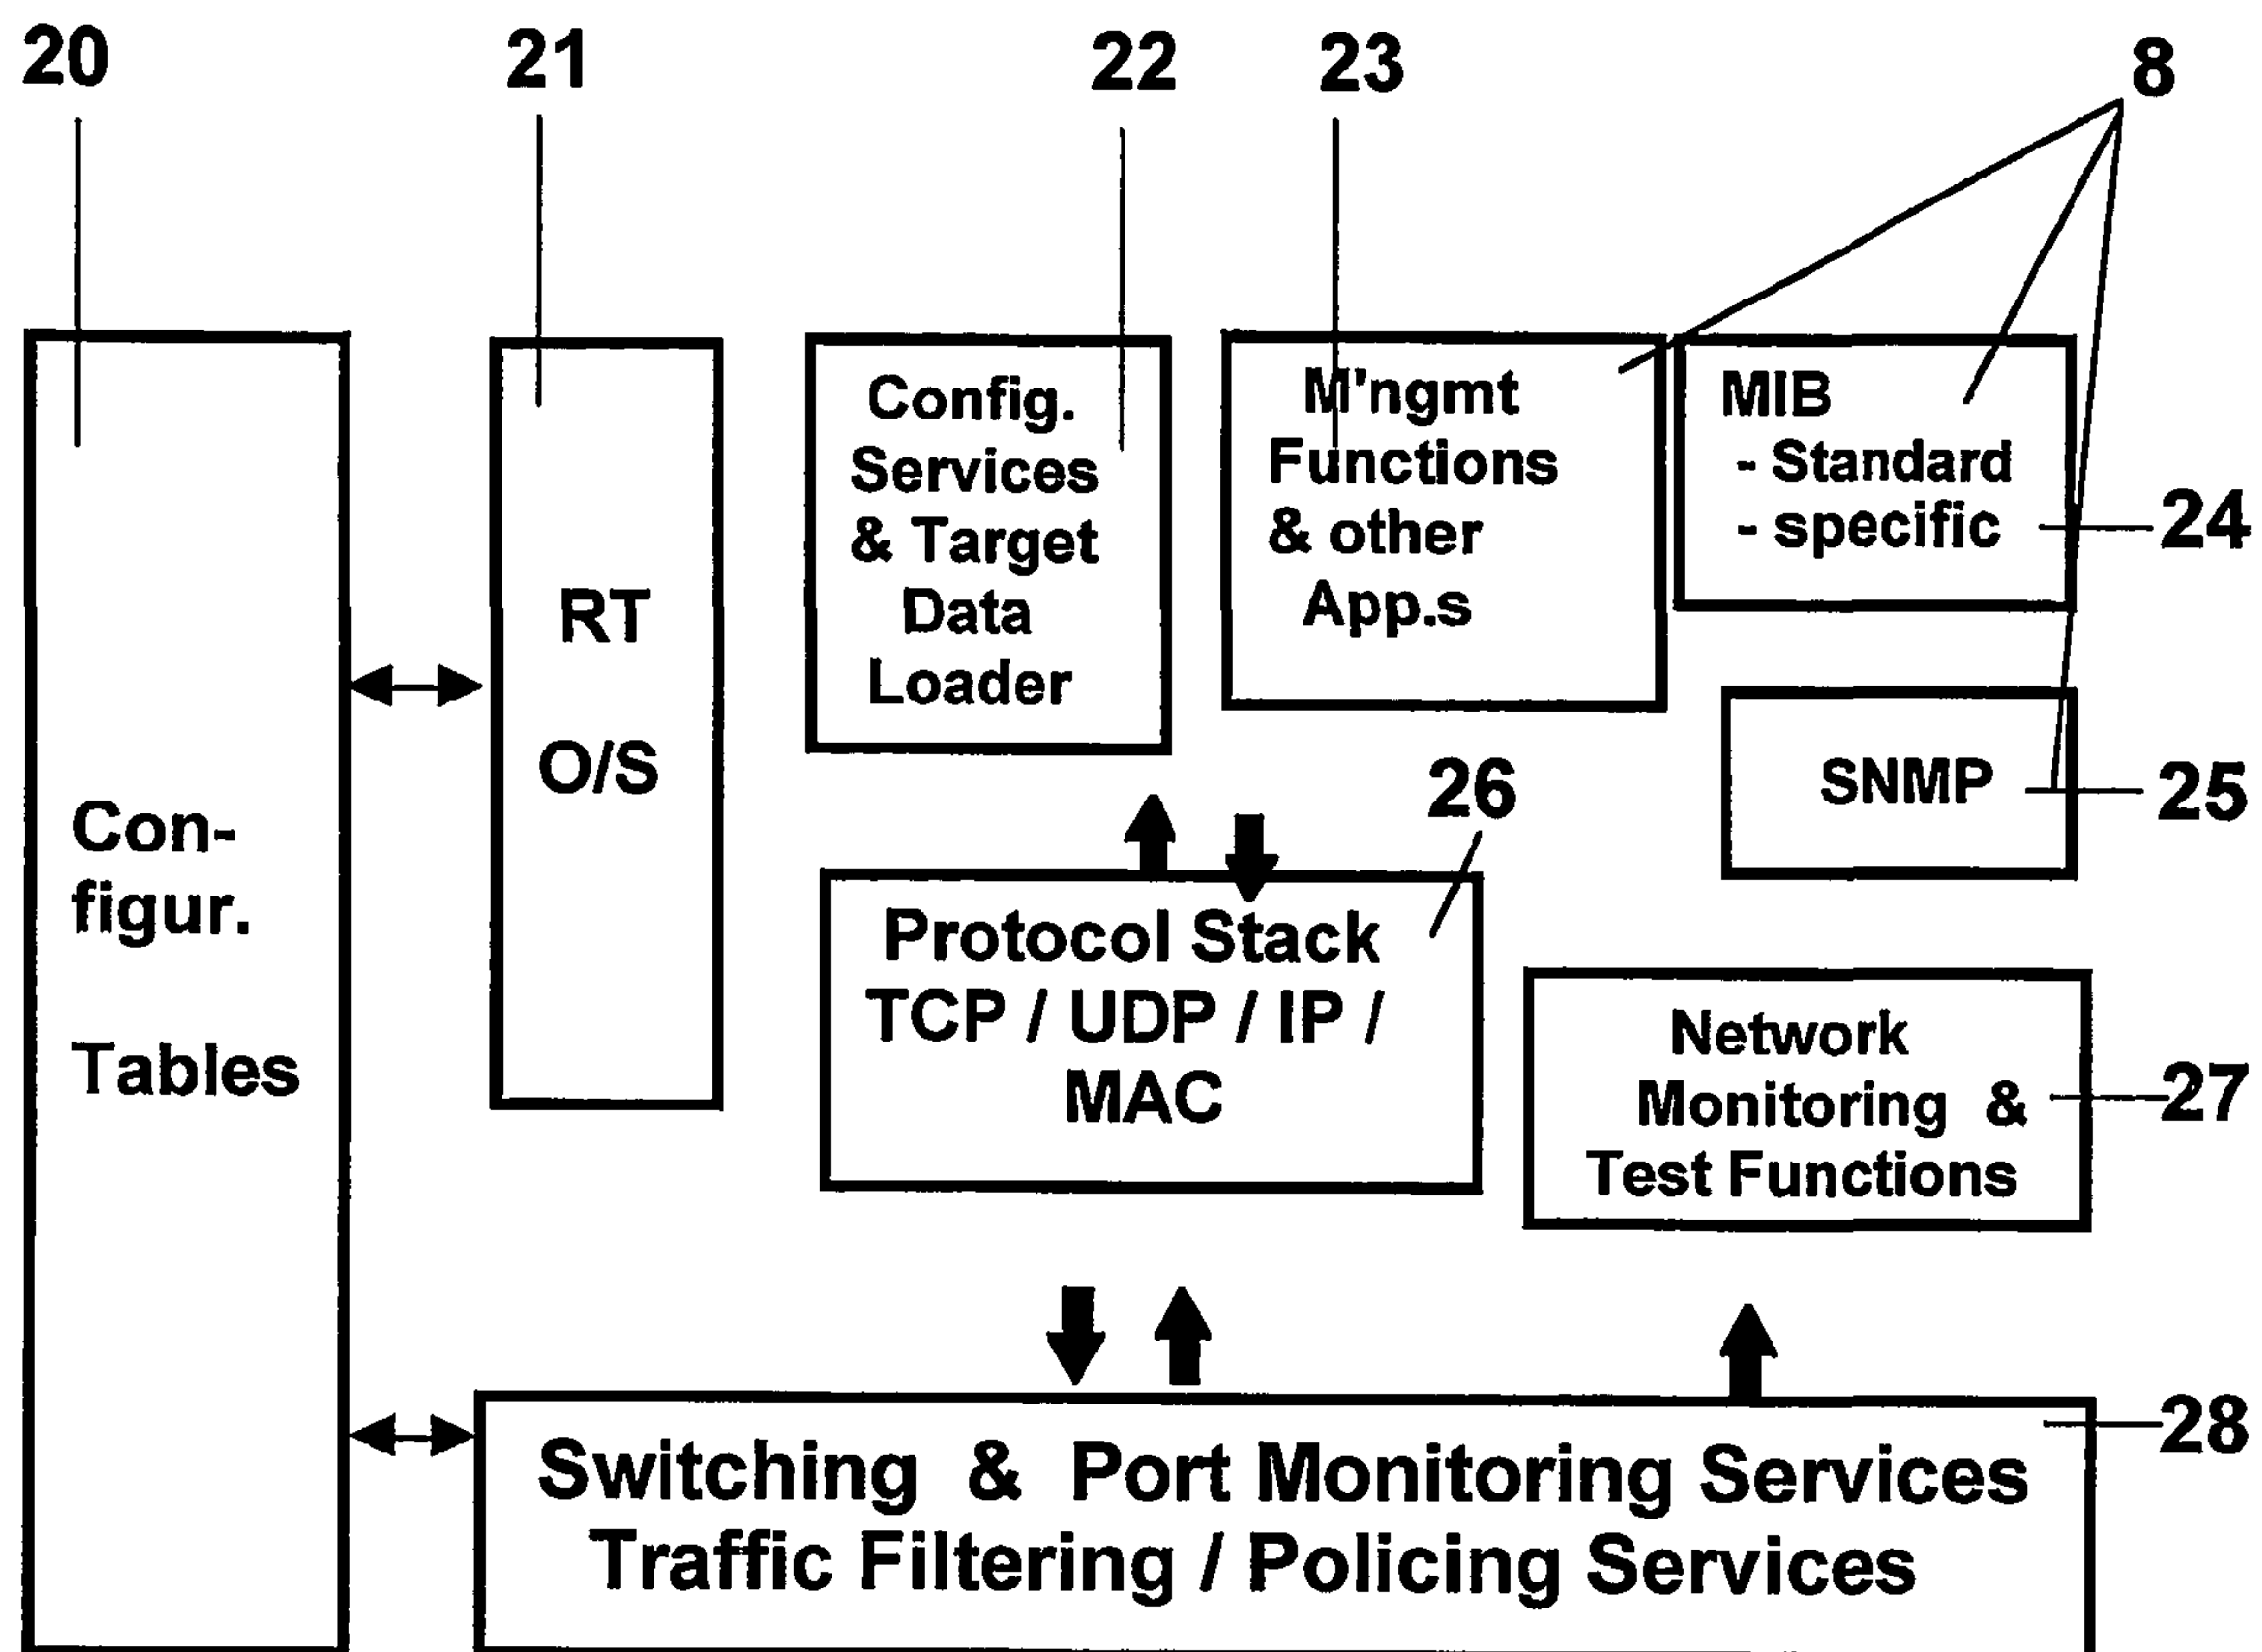 20
21
22
23
8
Con-
figur.
Tables
RT
O/S
Config.
Services
& Target
Data
Loader
M'ngmt
Functions
& other
App.s
MIB
- Standard
- specific
24
SNMP
25
26
Protocol Stack
TCP / UDP / IP /
MAC
Network
Monitoring &
Test Functions
27
28
Switching & Port Monitoring Services
Traffic Filtering / Policing Services